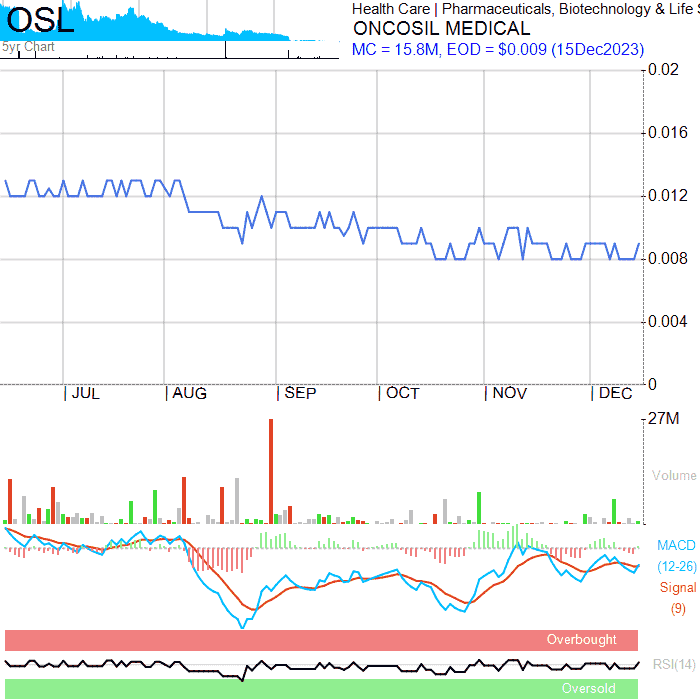 OSL
5yr Chart
Health Care | Pharmaceuticals, Biotechnology & Life
ONCOSIL MEDICAL
MC = 15.8M, EOD = $0.009 (15Dec2023)
0.02
0.016
0.012
0.008
0.004
0
JUL AUG SEP OCT NOV DEC
27M
Volume
MACD
(12-26)
Signal
(9)
Overbought
RSI(14)
Oversold